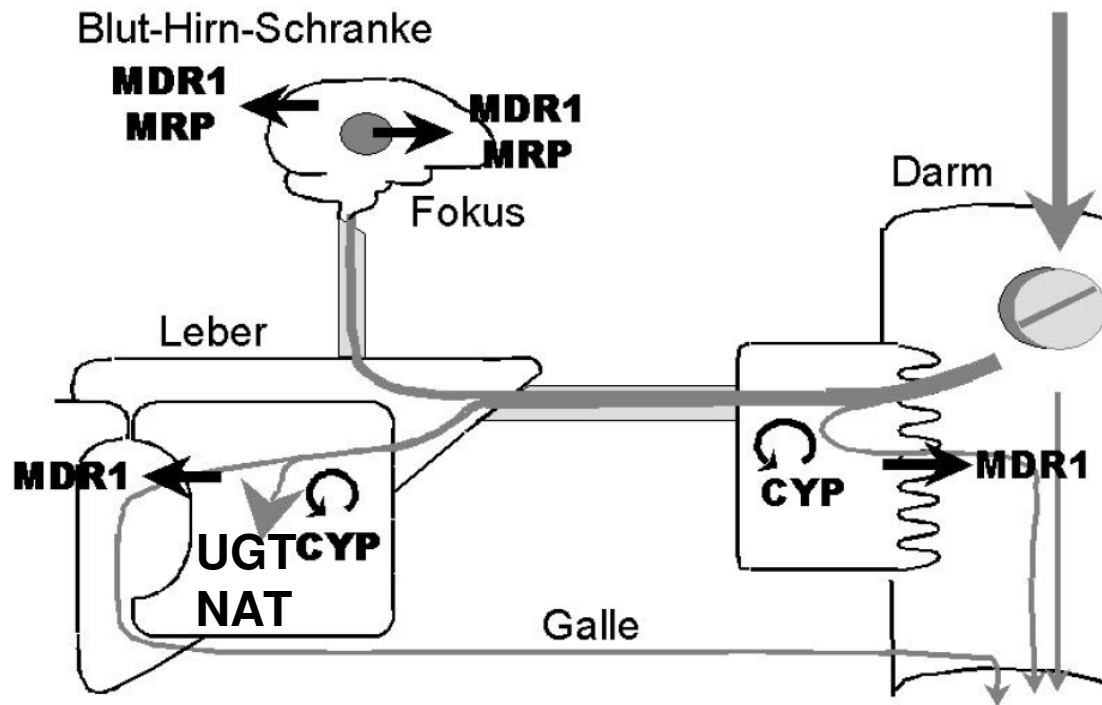 Blut-Hirn-Schranke
MDR1
MRP
MDR1
MRP
Fokus
Darm
Leber
MDR1
UGT
NAT
CYP
CYP
MDR1
Galle